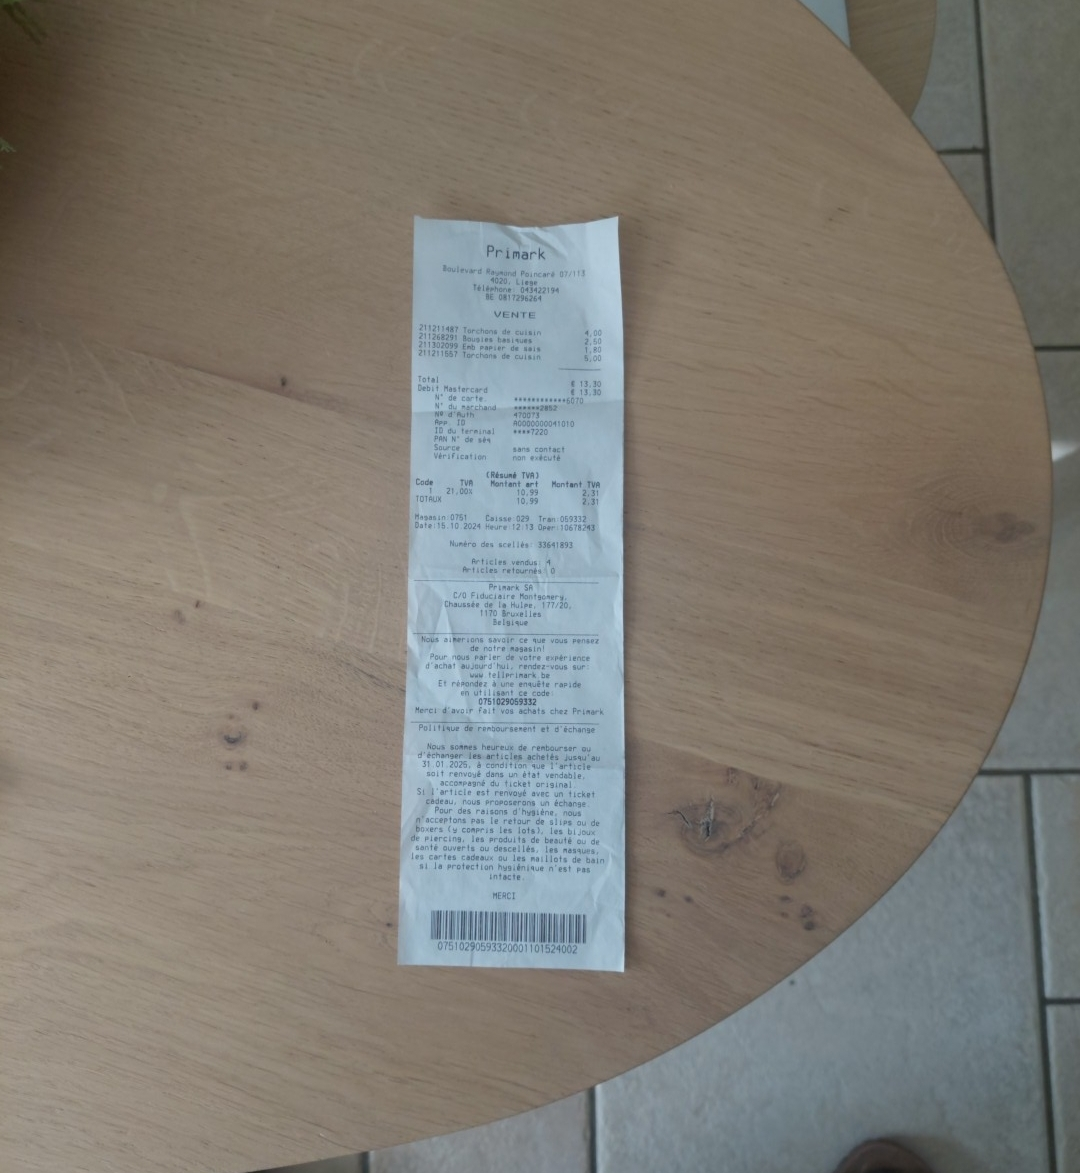 Primark
Boulevard Raymond Poincaré 07/113
4020, Liege
Téléphone: 043422194
BE 0817296264
VENTE
211211487 Torchons de cuisin 4,00
211268291 Bougies basiques 2,50
211302099 Emb papier de soie 1,80
211211557 Torchons de cuisin 5,00
Total € 13,30
Debit Mastercard € 13,30
N° de carte. ************6070
N° du marchand ******2852
N° d'Auth 470073
App. ID A0000000041010
ID du terminal ****7220
PAN N° de séq
Source sans contact
Vérification non exécuté
(Résumé TVA)
Code TVA Montant art Montant TVA
1 21,00% 10,99 2,31
TOTAUX 10,99 2,31
Magasin:0751 Caisse:029 Tran:059332
Date:15.10.2024 Heure:12:13 Oper:10678243
Numéro des scellés: 33641893
Articles vendus: 4
Articles retournés: 0
Primark SA
C/O Fiduciaire Montgomery,
Chaussée de la Hulpe, 177/20,
1170 Bruxelles
Belgique
Nous aimerions savoir ce que vous pensez
de notre magasin!
Pour nous parler de votre expérience
d'achat aujourd'hui, rendez-vous sur:
www.tellprimark.be
Et répondez à une enquête rapide
en utilisant ce code:
0751029059332
Merci d'avoir fait vos achats chez Primark
Politique de remboursement et d'échange
Nous sommes heureux de rembourser ou
d'échanger les articles achetés jusqu'au
31.01.2025, à condition que l'article
soit renvoyé dans un état vendable,
accompagné du ticket original.
Si l'article est renvoyé avec un ticket
cadeau, nous proposerons un échange.
Pour des raisons d'hygiène, nous
n'acceptons pas le retour de slips ou de
boxers (y compris les lots), les bijoux
de piercing, les produits de beauté ou de
santé ouverts ou descellés, les masques,
les cartes cadeaux ou les maillots de bain
si la protection hygiénique n'est pas
intacte.
MERCI
07510290593320001101524002